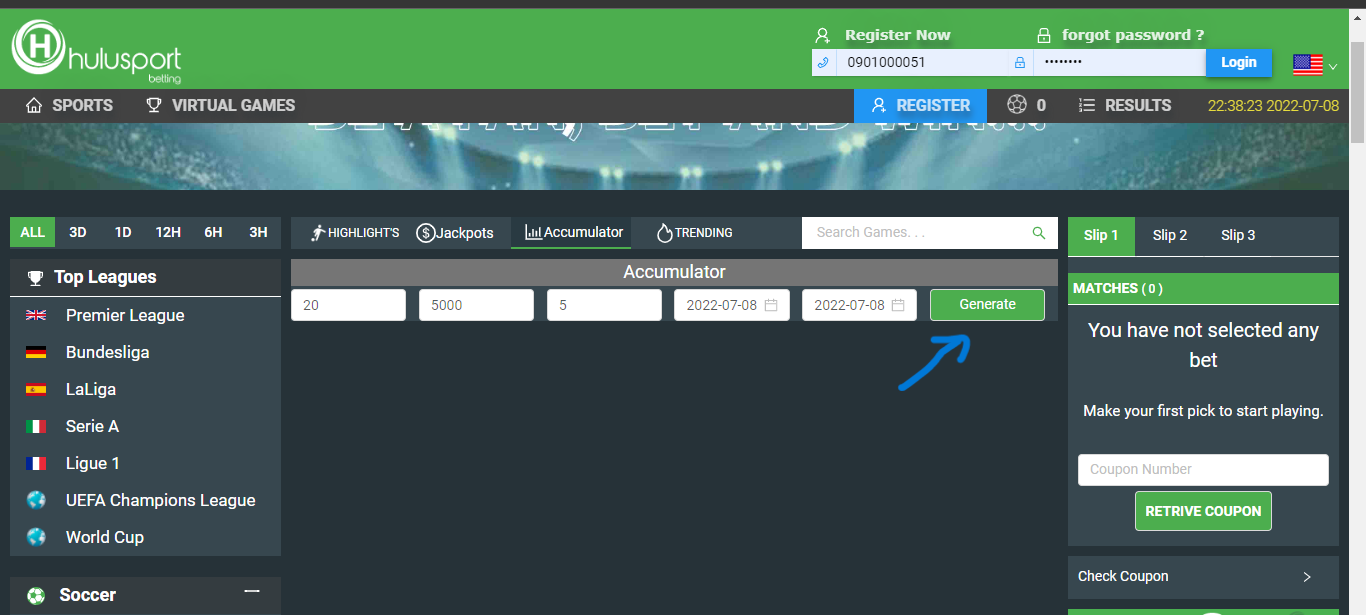 Register Now
forgot password ?
H hulusport
betting
0901000051
••••••••
Login
SPORTS
VIRTUAL GAMES
REGISTER
0
RESULTS
22:38:23 2022-07-08
ALL 3D 1D 12H 6H 3H
HIGHLIGHT'S Jackpots Accumulator TRENDING
Search Games. . .
Slip 1 Slip 2 Slip 3
Top Leagues
Premier League
Bundesliga
LaLiga
Serie A
Ligue 1
UEFA Champions League
World Cup
Soccer
Accumulator
20 5000 5 2022-07-08 2022-07-08 Generate
MATCHES ( 0 )
You have not selected any
bet
Make your first pick to start playing.
Coupon Number
RETRIVE COUPON
Check Coupon